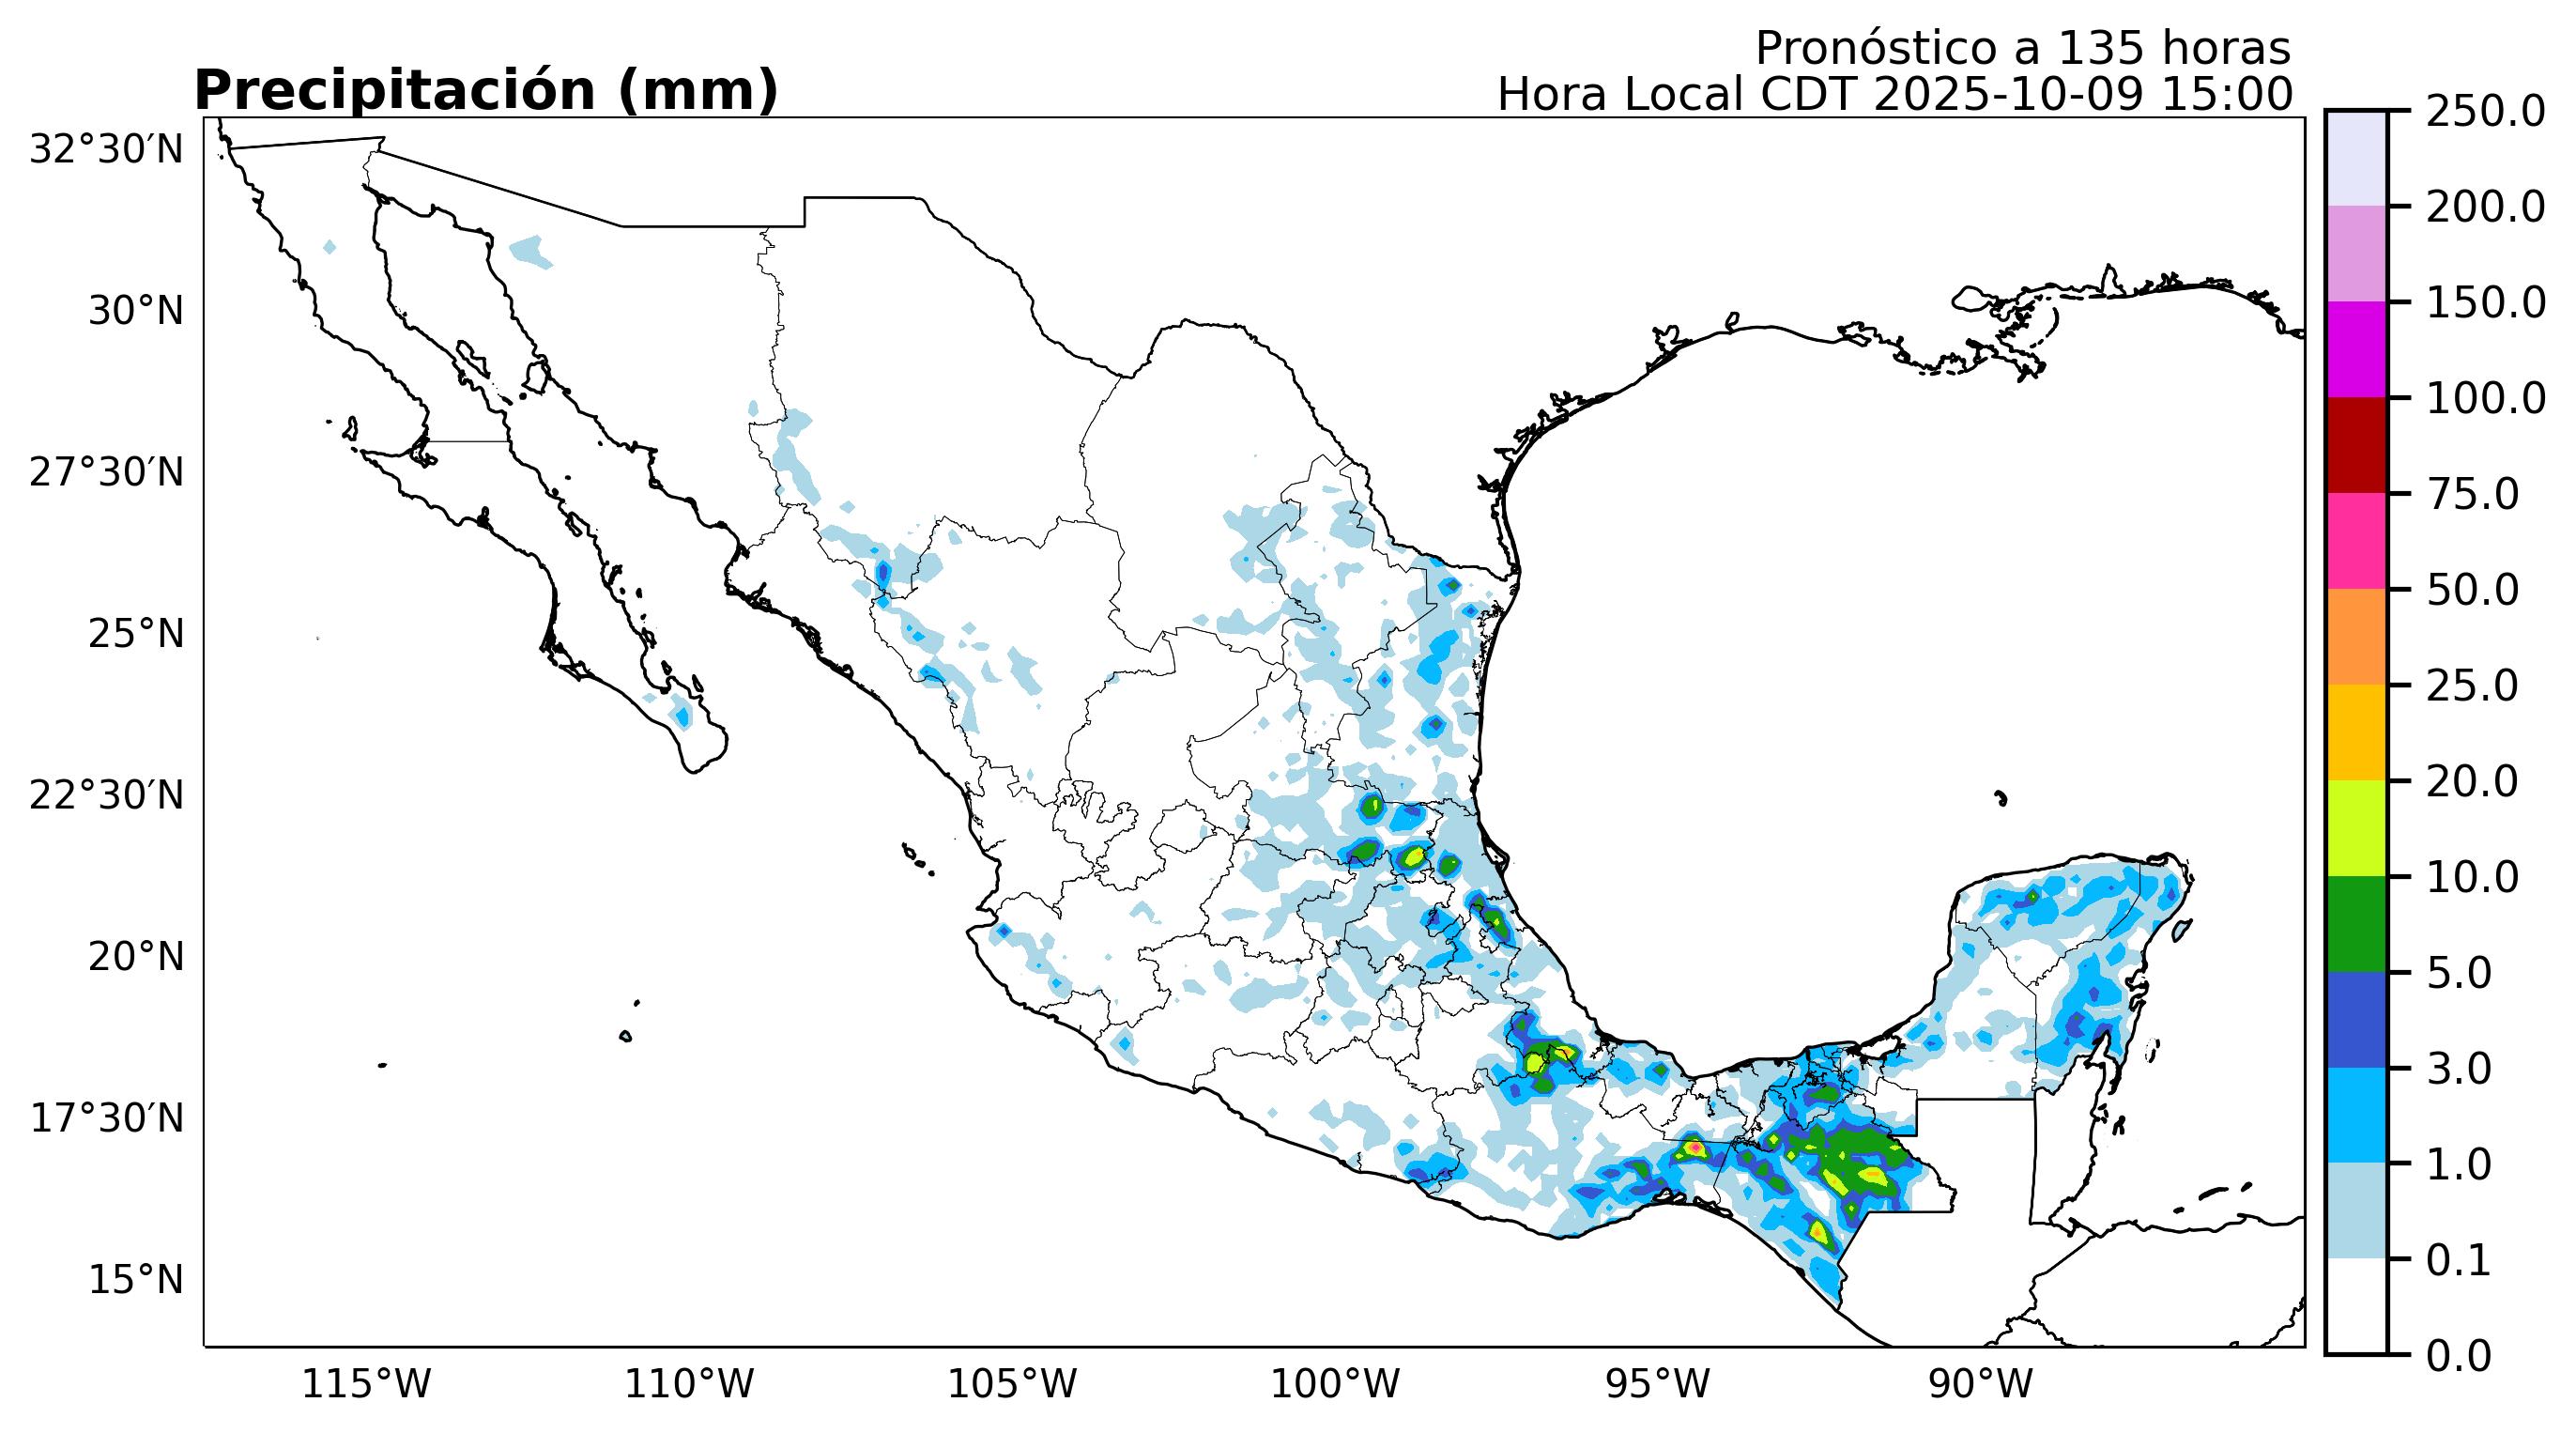 Pronóstico a 135 horas
Precipitación (mm)
Hora Local CDT 2025-10-09 15:00
32°30′N
30°N
27°30′N
25°N
22°30′N
20°N
17°30′N
15°N
115°W
110°W
105°W
100°W
95°W
90°W
250.0
200.0
150.0
100.0
75.0
50.0
25.0
20.0
10.0
5.0
3.0
1.0
0.1
0.0